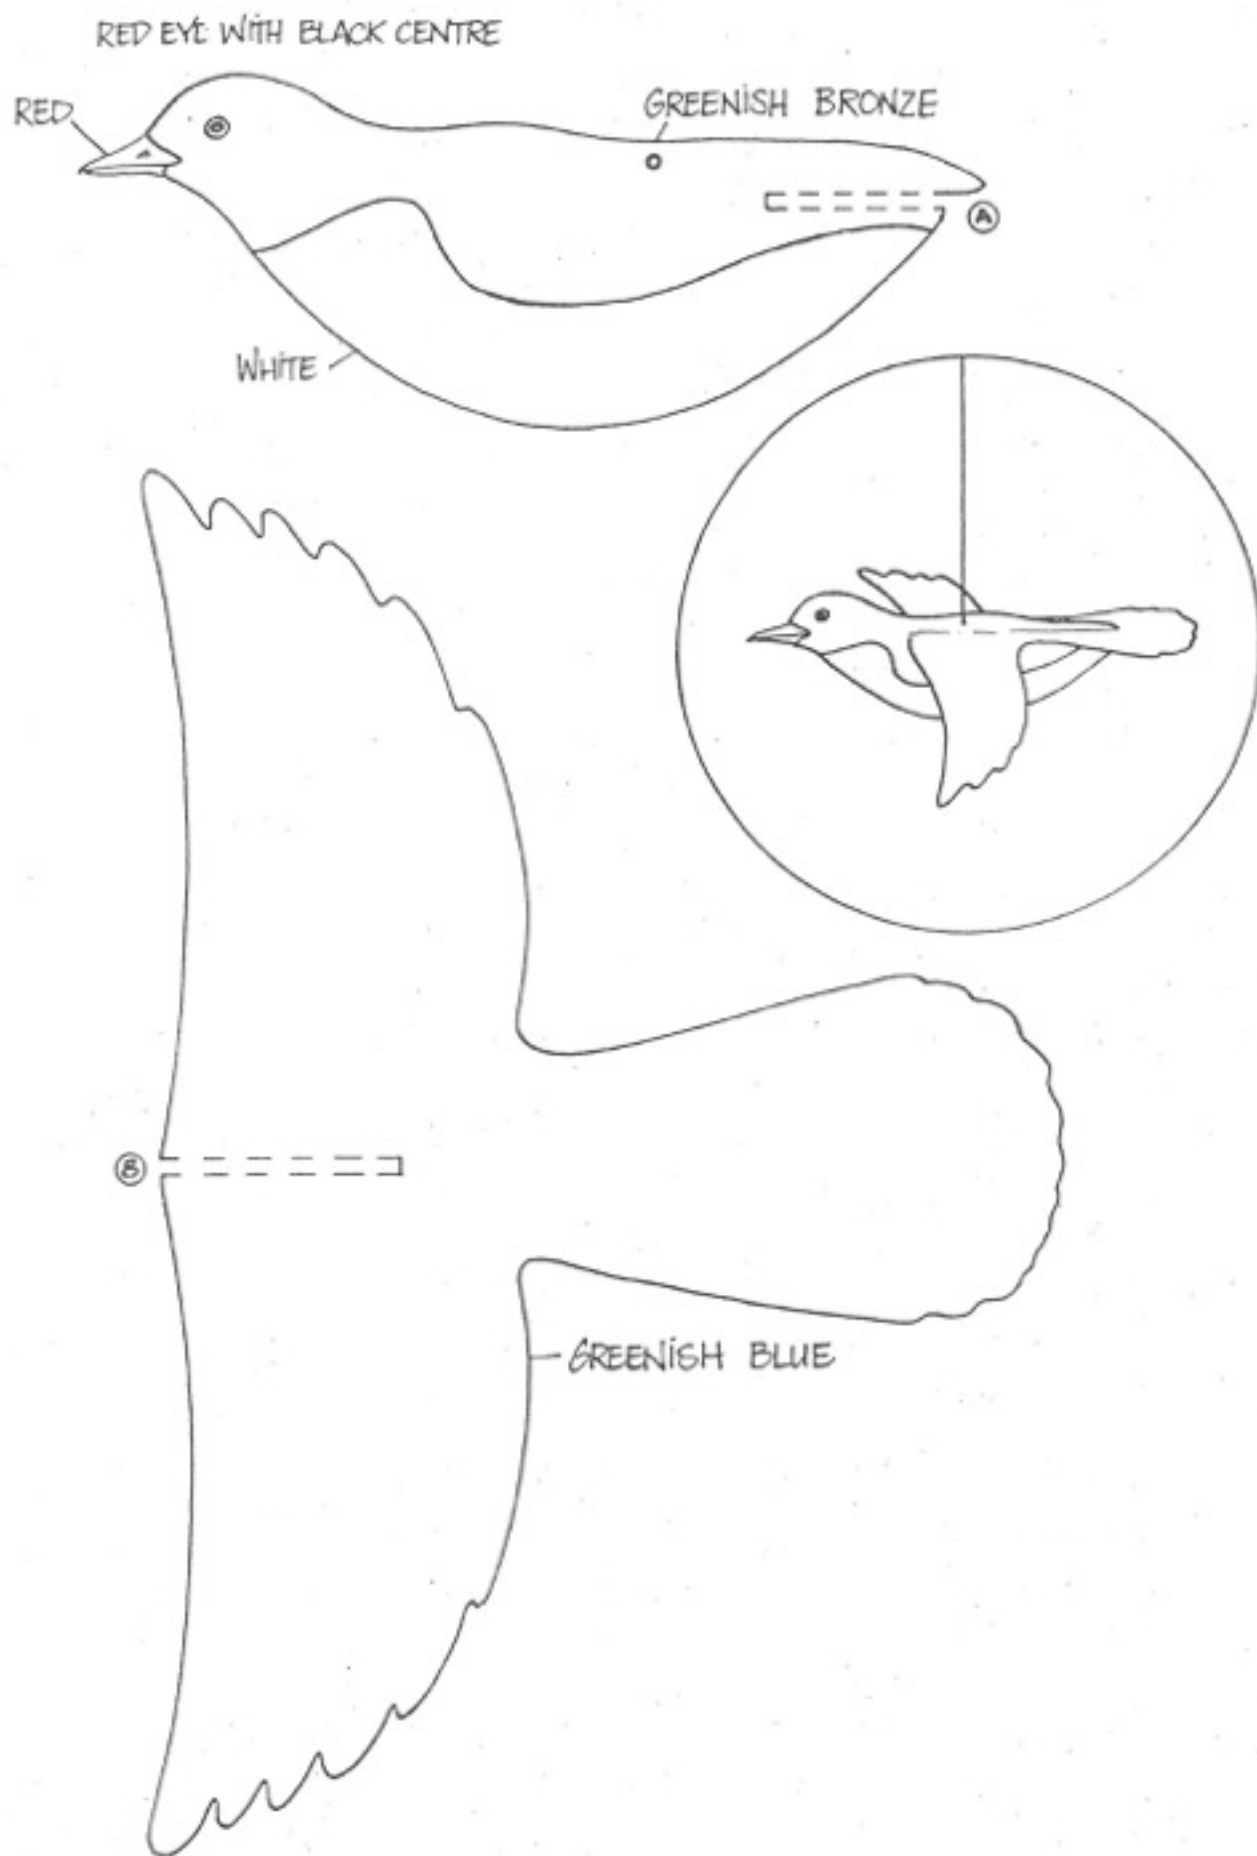 RED EYE WITH BLACK CENTRE
RED
GREENISH BRONZE
A
WHITE
B
GREENISH BLUE